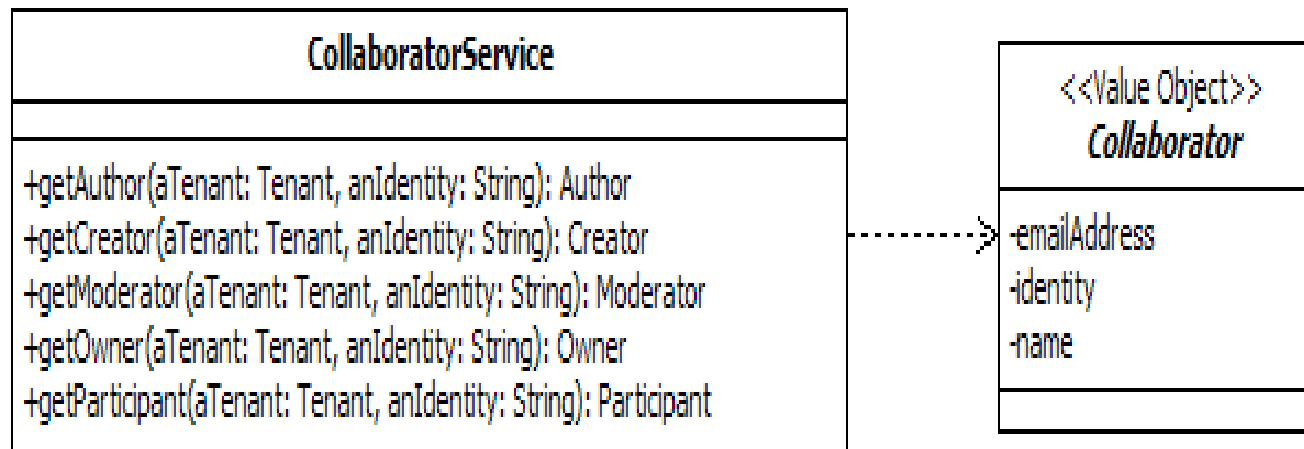 CollaboratorService
+getAuthor(aTenant: Tenant, anIdentity: String): Author
+getCreator(aTenant: Tenant, anIdentity: String): Creator
+getModerator(aTenant: Tenant, anIdentity: String): Moderator
+getOwner(aTenant: Tenant, anIdentity: String): Owner
+getParticipant(aTenant: Tenant, anIdentity: String): Participant
<<Value Object>>
Collaborator
-emailAddress
-identity
-name